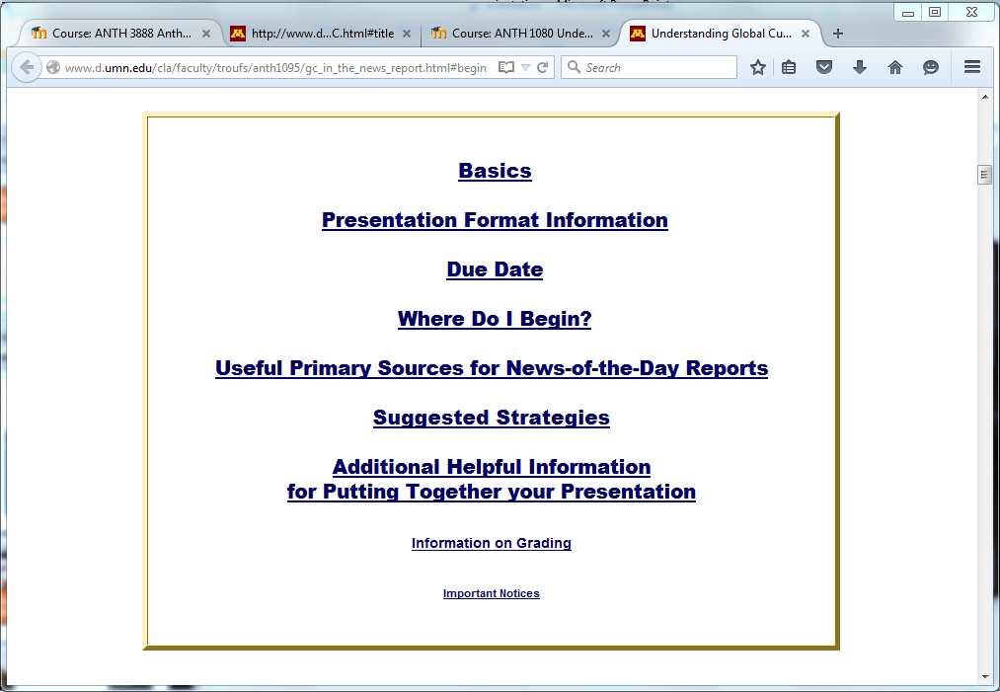 Course: ANTH 3888 Anth...
http://www.d...C.html#title
Course: ANTH 1080 Unde...
Understanding Global Cu...
www.d.umn.edu/cla/faculty/troufs/anth1095/gc_in_the_news_report.html#begin
Search
Basics
Presentation Format Information
Due Date
Where Do I Begin?
Useful Primary Sources for News-of-the-Day Reports
Suggested Strategies
Additional Helpful Information
for Putting Together your Presentation
Information on Grading
Important Notices